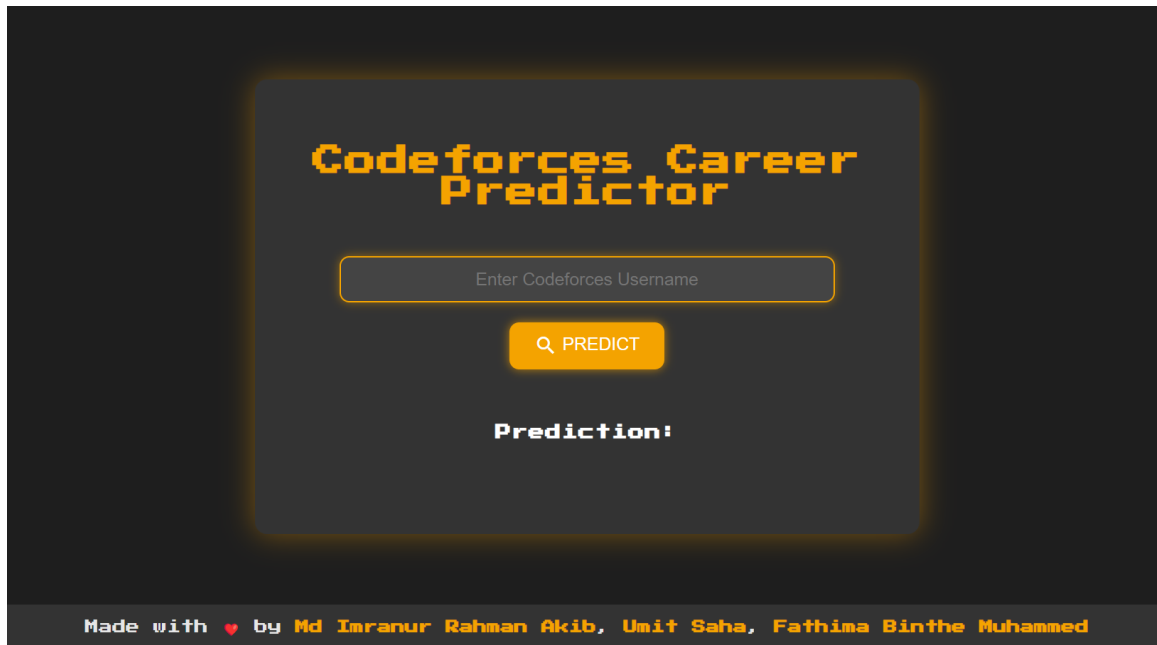 Codeforces Career
Predictor
Enter Codeforces Username
PREDICT
Prediction:
Made with ❤ by Md Imranur Rahman Akib, Umit Saha, Fathima Binthe Muhammed